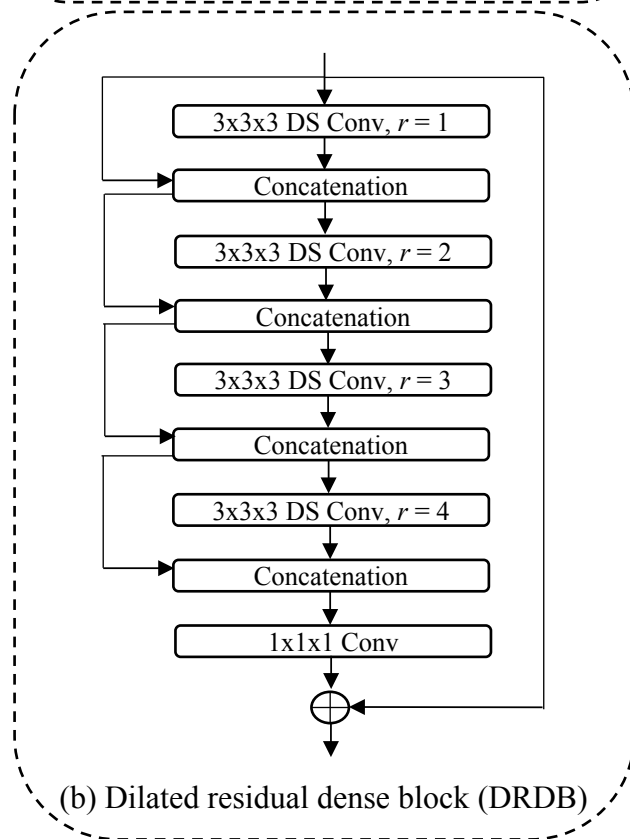 3x3x3 DS Conv, r = 1
Concatenation
3x3x3 DS Conv, r = 2
Concatenation
3x3x3 DS Conv, r = 3
Concatenation
3x3x3 DS Conv, r = 4
Concatenation
1x1x1 Conv
(b) Dilated residual dense block (DRDB)